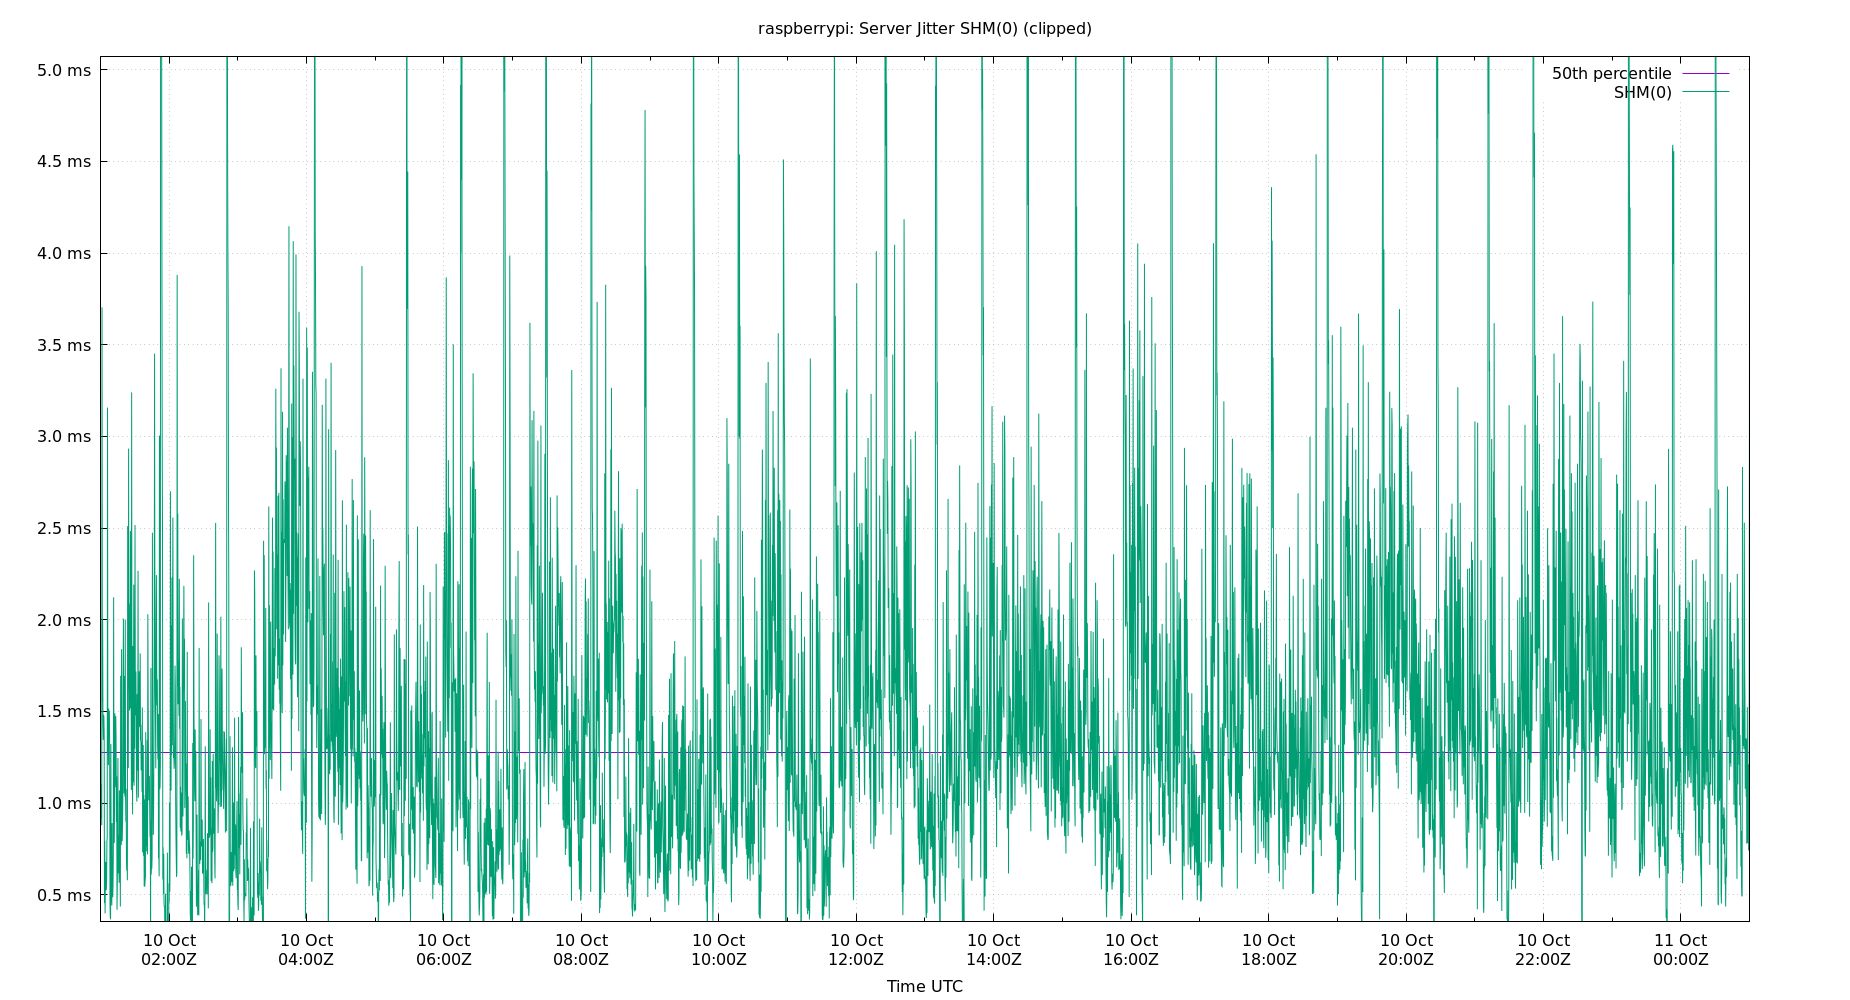 raspberrypi: Server Jitter SHM(0) (clipped)
5.0 ms
4.5 ms
4.0 ms
3.5 ms
3.0 ms
2.5 ms
2.0 ms
1.5 ms
1.0 ms
0.5 ms
50th percentile
SHM(0)
10 Oct 10 Oct 10 Oct 10 Oct 10 Oct 10 Oct 10 Oct 10 Oct 10 Oct 10 Oct 10 Oct 11 Oct
02:00Z 04:00Z 06:00Z 08:00Z 10:00Z 12:00Z 14:00Z 16:00Z 18:00Z 20:00Z 22:00Z 00:00Z
Time UTC